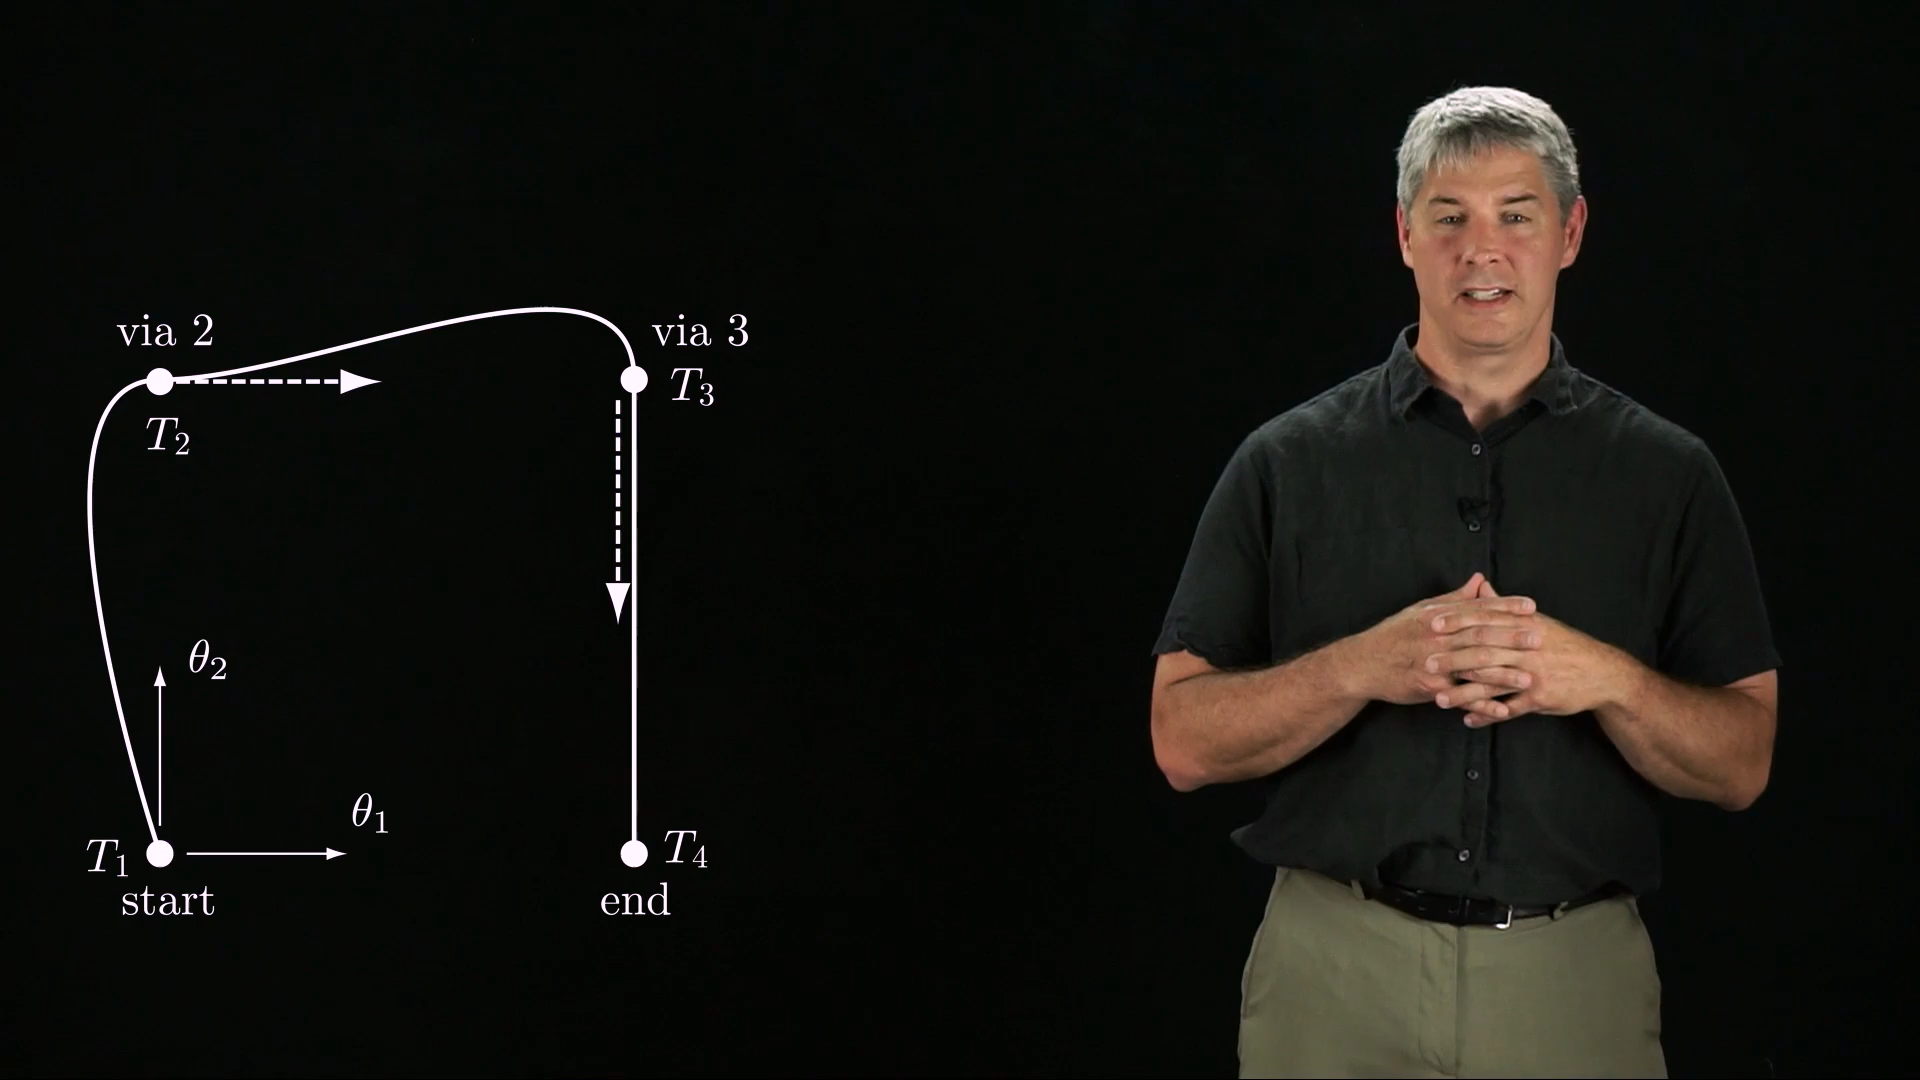 via 2
via 3
T₃
T₂
θ₂
θ₁
T₁
T₄
start
end